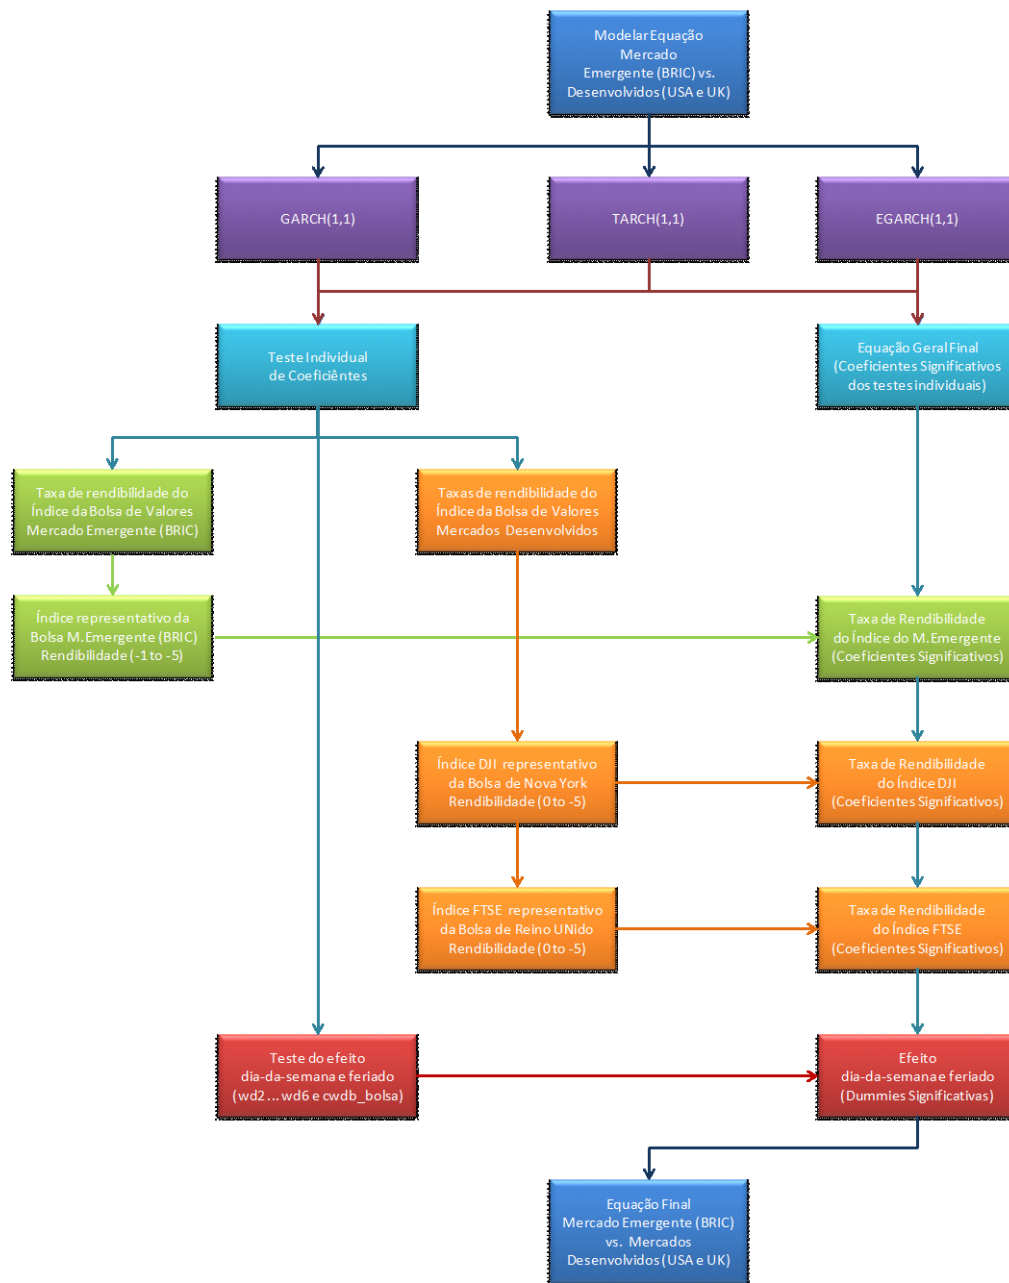 Modelar Equação
Mercado
Emergente (BRIC) vs.
Desenvolvidos (USA e UK)
GARCH(1,1)
TARCH(1,1)
EGARCH(1,1)
Teste Individual
de Coeficiêntes
Equação Geral Final
(Coeficientes Significativos
dos testes individuais)
Taxa de rendibilidade do
Índice da Bolsa de Valores
Mercado Emergente (BRIC)
Taxas de rendibilidade do
Índice da Bolsa de Valores
Mercados Desenvolvidos
Índice representivo da
Bolsa M.Emergente (BRIC)
Rendibilidade (-1 to -5)
Taxa de Rendibilidade
do Índice do M.Emergente
(Coeficientes Significativos)
Índice DJI representativo
da Bolsa de Nova York
Rendibilidade (0 to -5)
Taxa de Rendibilidade
do Índice DJI
(Coeficientes Significativos)
Índice FTSE representativo
da Bolsa de Reino UNido
Rendibilidade (0 to -5)
Taxa de Rendibilidade
do Índice FTSE
(Coeficientes Significativos)
Teste do efeito
dia-da-semana e feriado
(wd2 ... wd6 e cwdb_bolsa)
Efeito
dia-da-semana e feriado
(Dummies Significativas)
Equação Final
Mercado Emergente (BRIC)
vs. Mercados
Desenvolvidos (USA e UK)